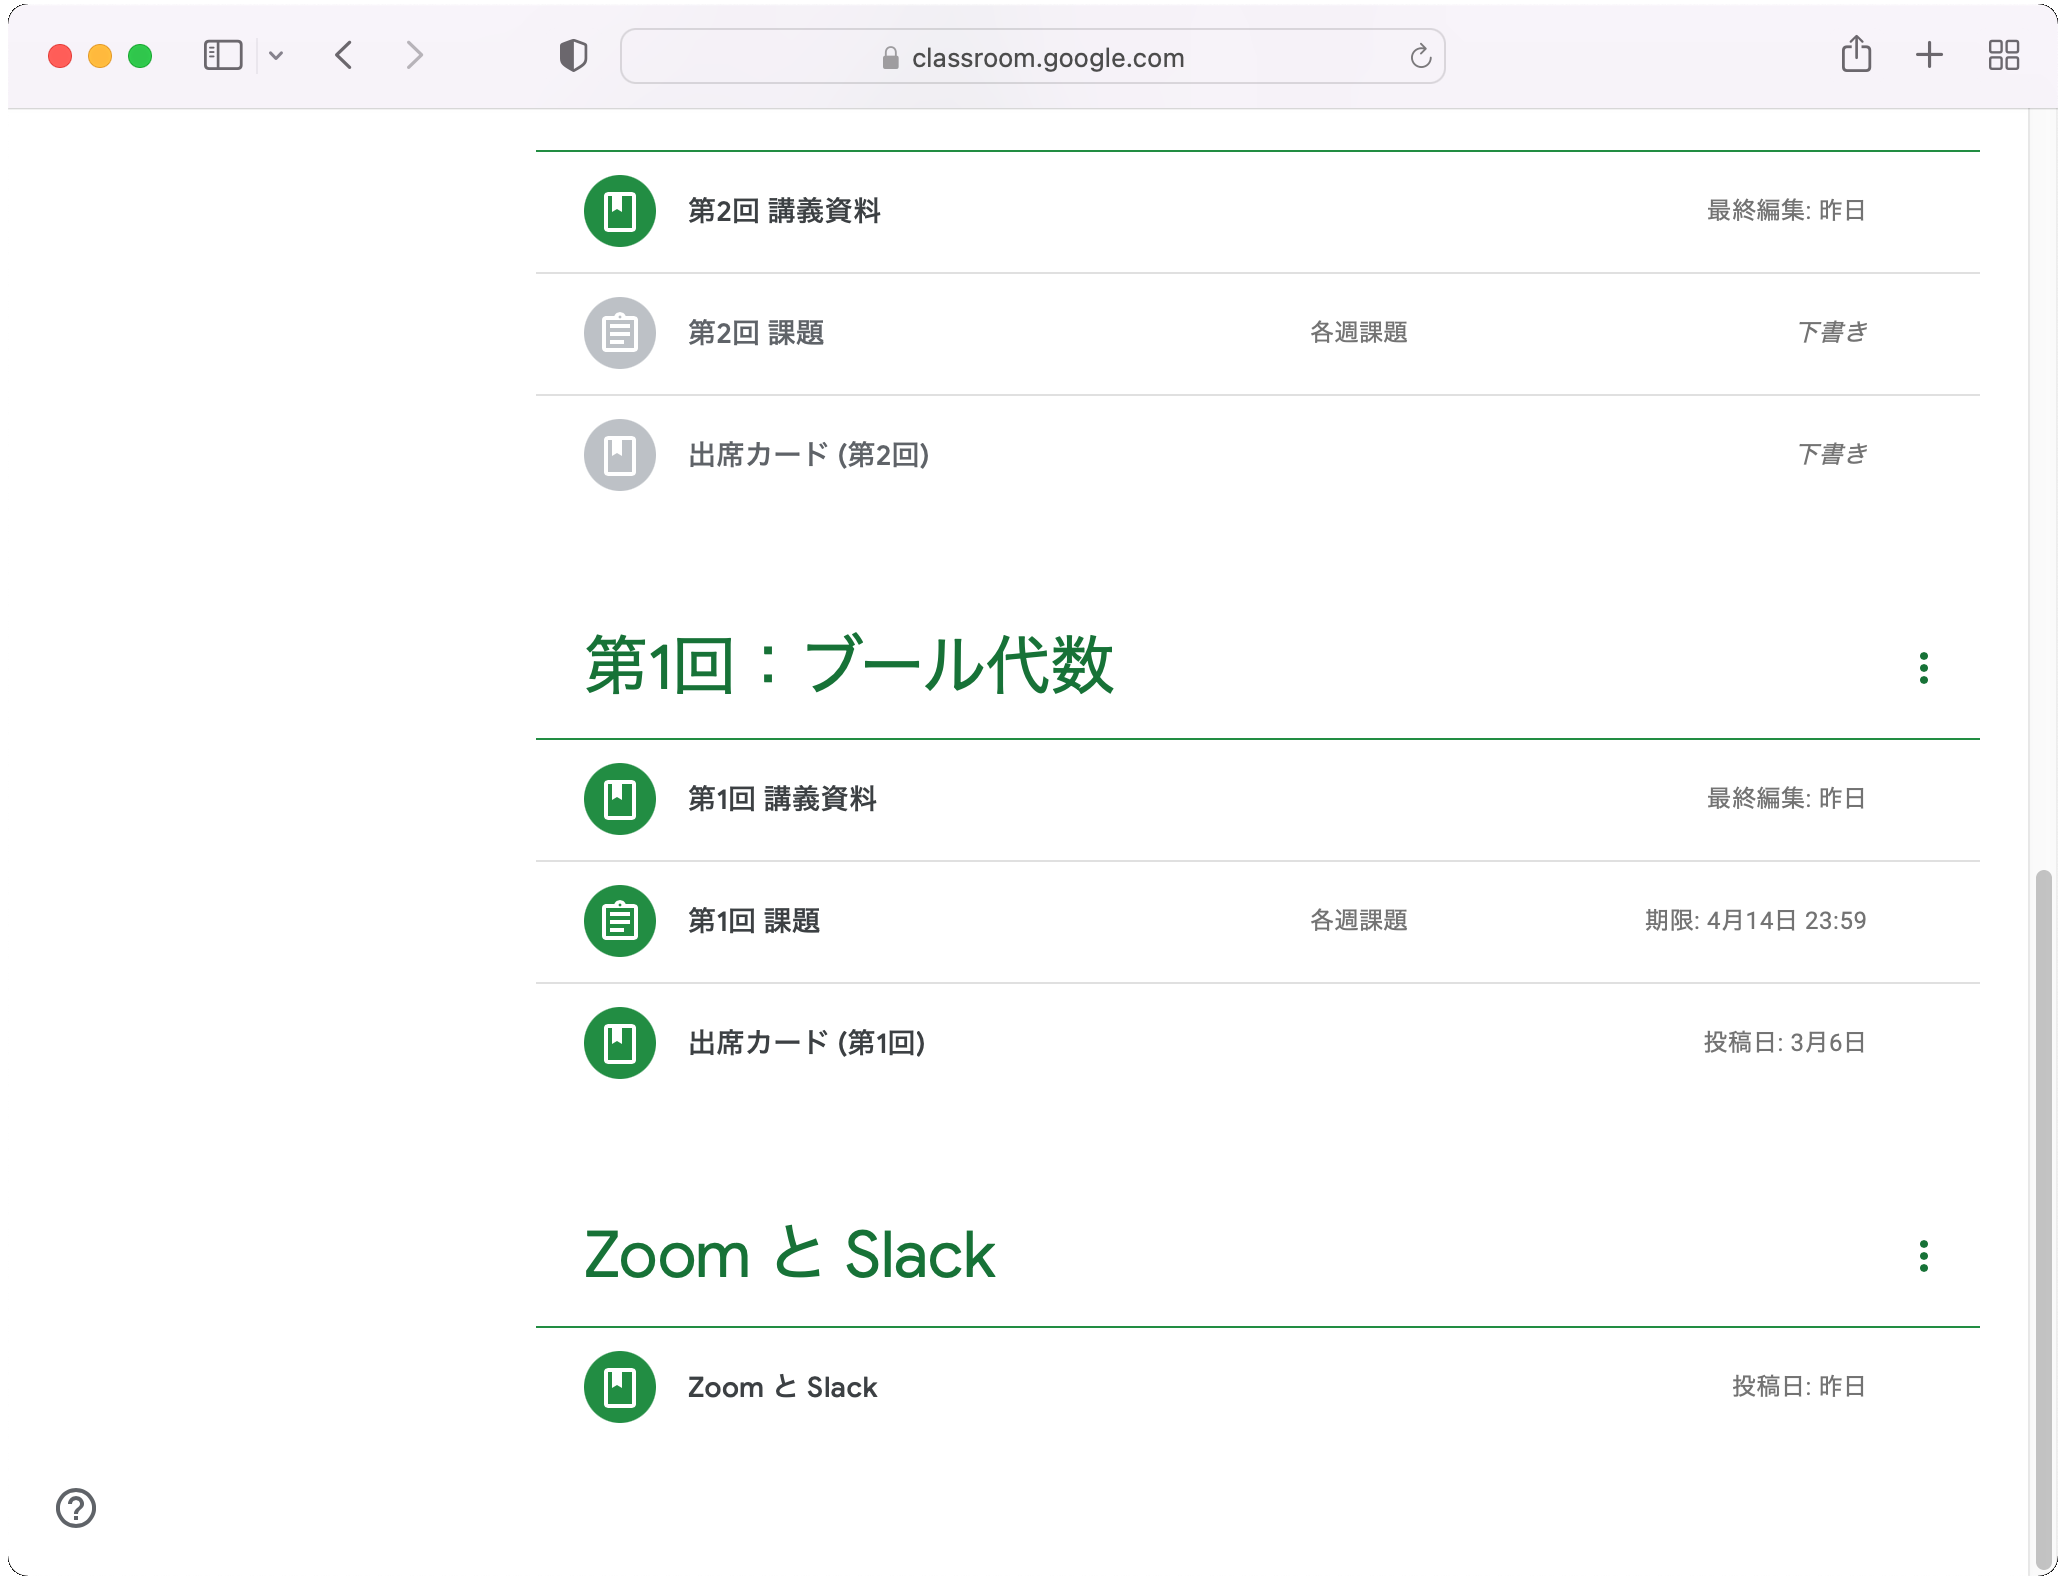 classroom.google.com
第2回 講義資料 最終編集: 昨日
第2回 課題 各週課題 下書き
出席カード (第2回) 下書き
第1回：ブール代数
第1回 講義資料 最終編集: 昨日
第1回 課題 各週課題 期限: 4月14日 23:59
出席カード (第1回) 投稿日: 3月6日
Zoom と Slack
Zoom と Slack 投稿日: 昨日